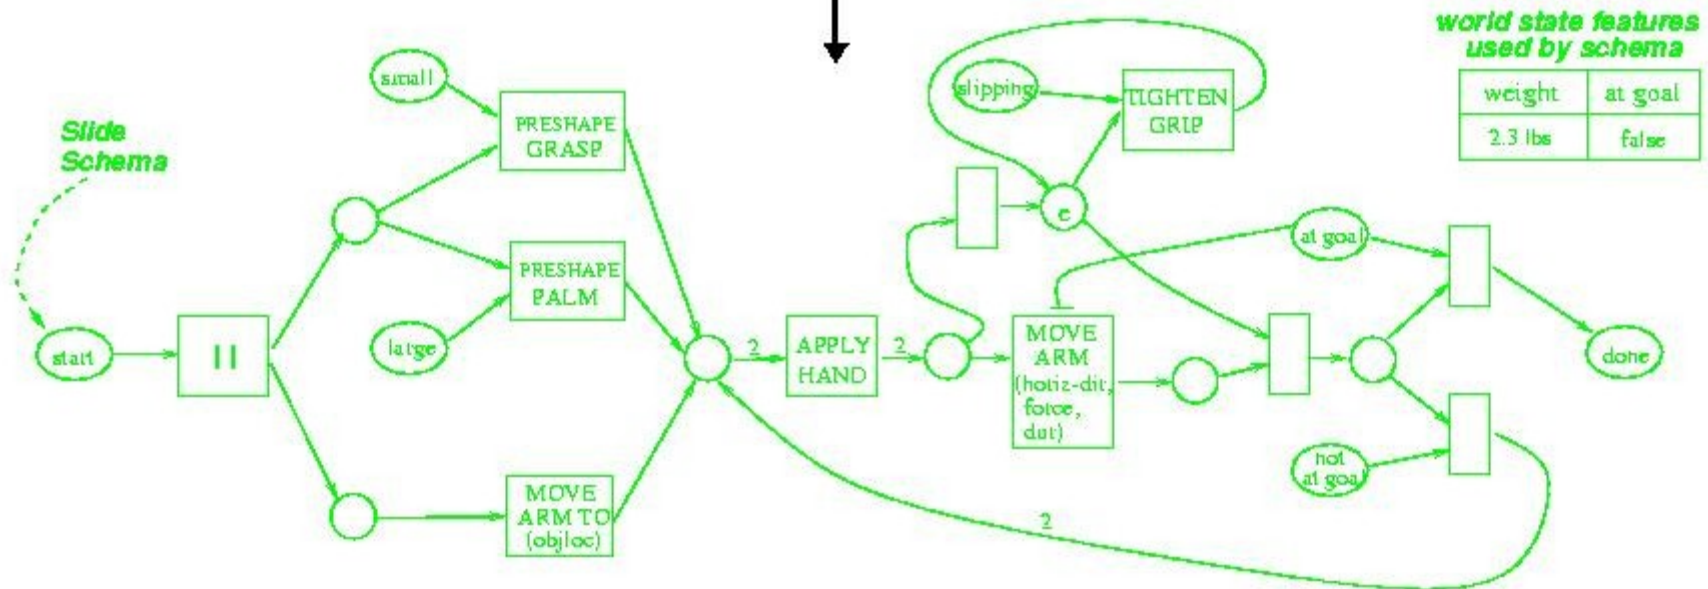 world state features
used by schema
weight
at goal
2.3 lbs
false
Slide
Schema
start
||
small
PRESHAPE
GRASP
PRESHAPE
PALM
large
MOVE
ARM TO
(objloc)
2
APPLY
HAND
2
slipping
TIGHTEN
GRIP
e
MOVE
ARM
(horiz-dir,
force,
dur)
at goal
not
at goal
done
2